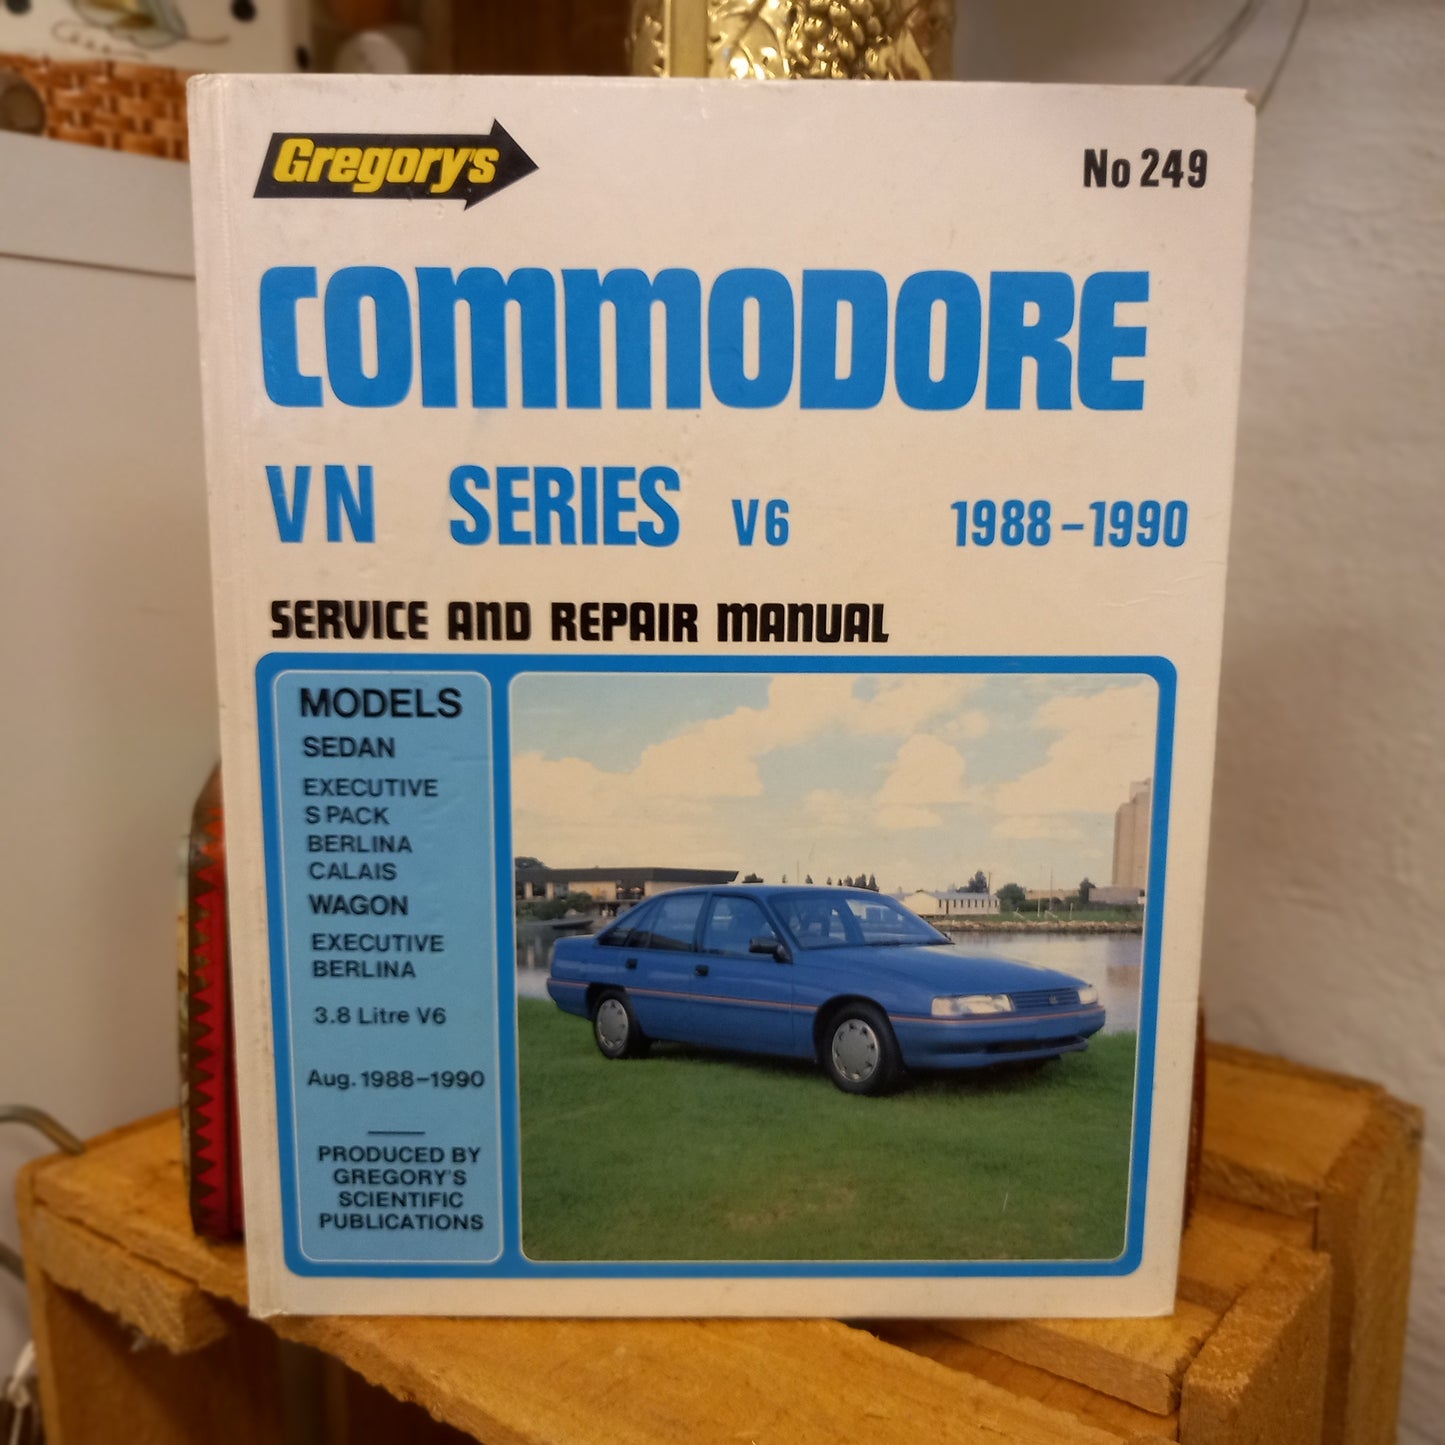 Gregory's
No 249
COMMODORE
VN SERIES V6 1988-1990
SERVICE AND REPAIR MANUAL
MODELS
SEDAN
EXECUTIVE
S PACK
BERLINA
CALAIS
WAGON
EXECUTIVE
BERLINA
3.8 Litre V6
Aug. 1988-1990
PRODUCED BY
GREGORY'S
SCIENTIFIC
PUBLICATIONS